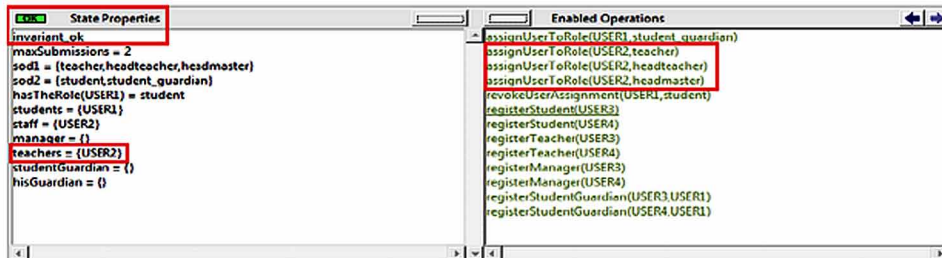 OK State Properties
invariant_ok
maxSubmissions = 2
sod1 = {teacher,headteacher,headmaster}
sod2 = {student,student_guardian}
hasTheRole(USER1) = student
students = {USER1}
staff = {USER2}
manager = {}
teachers = {USER2}
studentGuardian = {}
hisGuardian = {}
Enabled Operations
assignUserToRole(USER1,student_guardian)
assignUserToRole(USER2,teacher)
assignUserToRole(USER2,headteacher)
assignUserToRole(USER2,headmaster)
revokeUserAssignment(USER1,student)
registerStudent(USER3)
registerStudent(USER4)
registerTeacher(USER3)
registerTeacher(USER4)
registerManager(USER3)
registerManager(USER4)
registerStudentGuardian(USER3,USER1)
registerStudentGuardian(USER4,USER1)